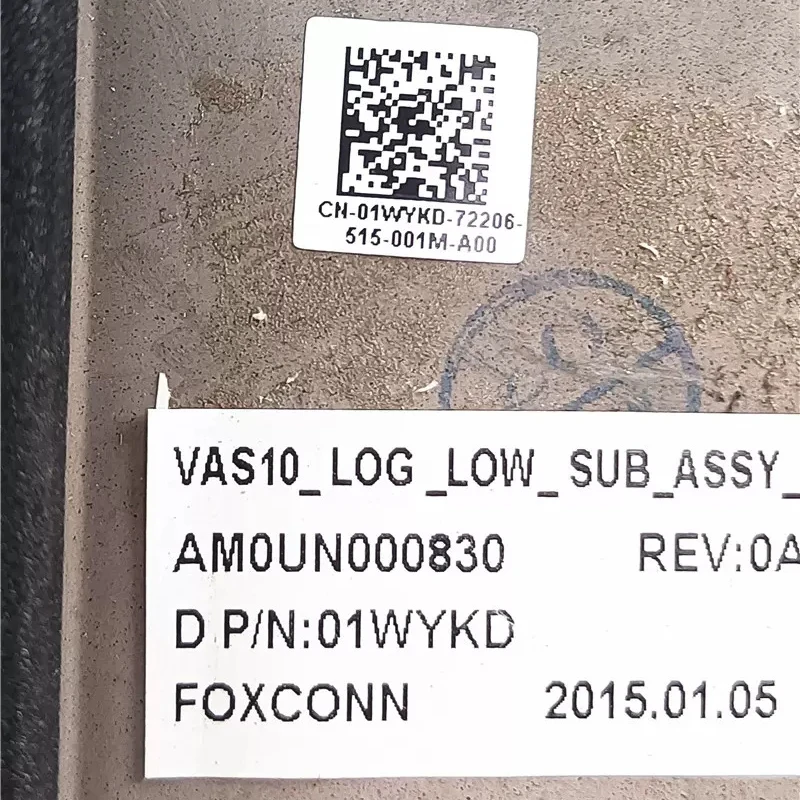 CN-01WYKD-72206-
515-001M-A00
VAS10_LOG_LOW_SUB_ASSY_
AM0UN000830 REV:0A
D P/N:01WYKD
FOXCONN 2015.01.05